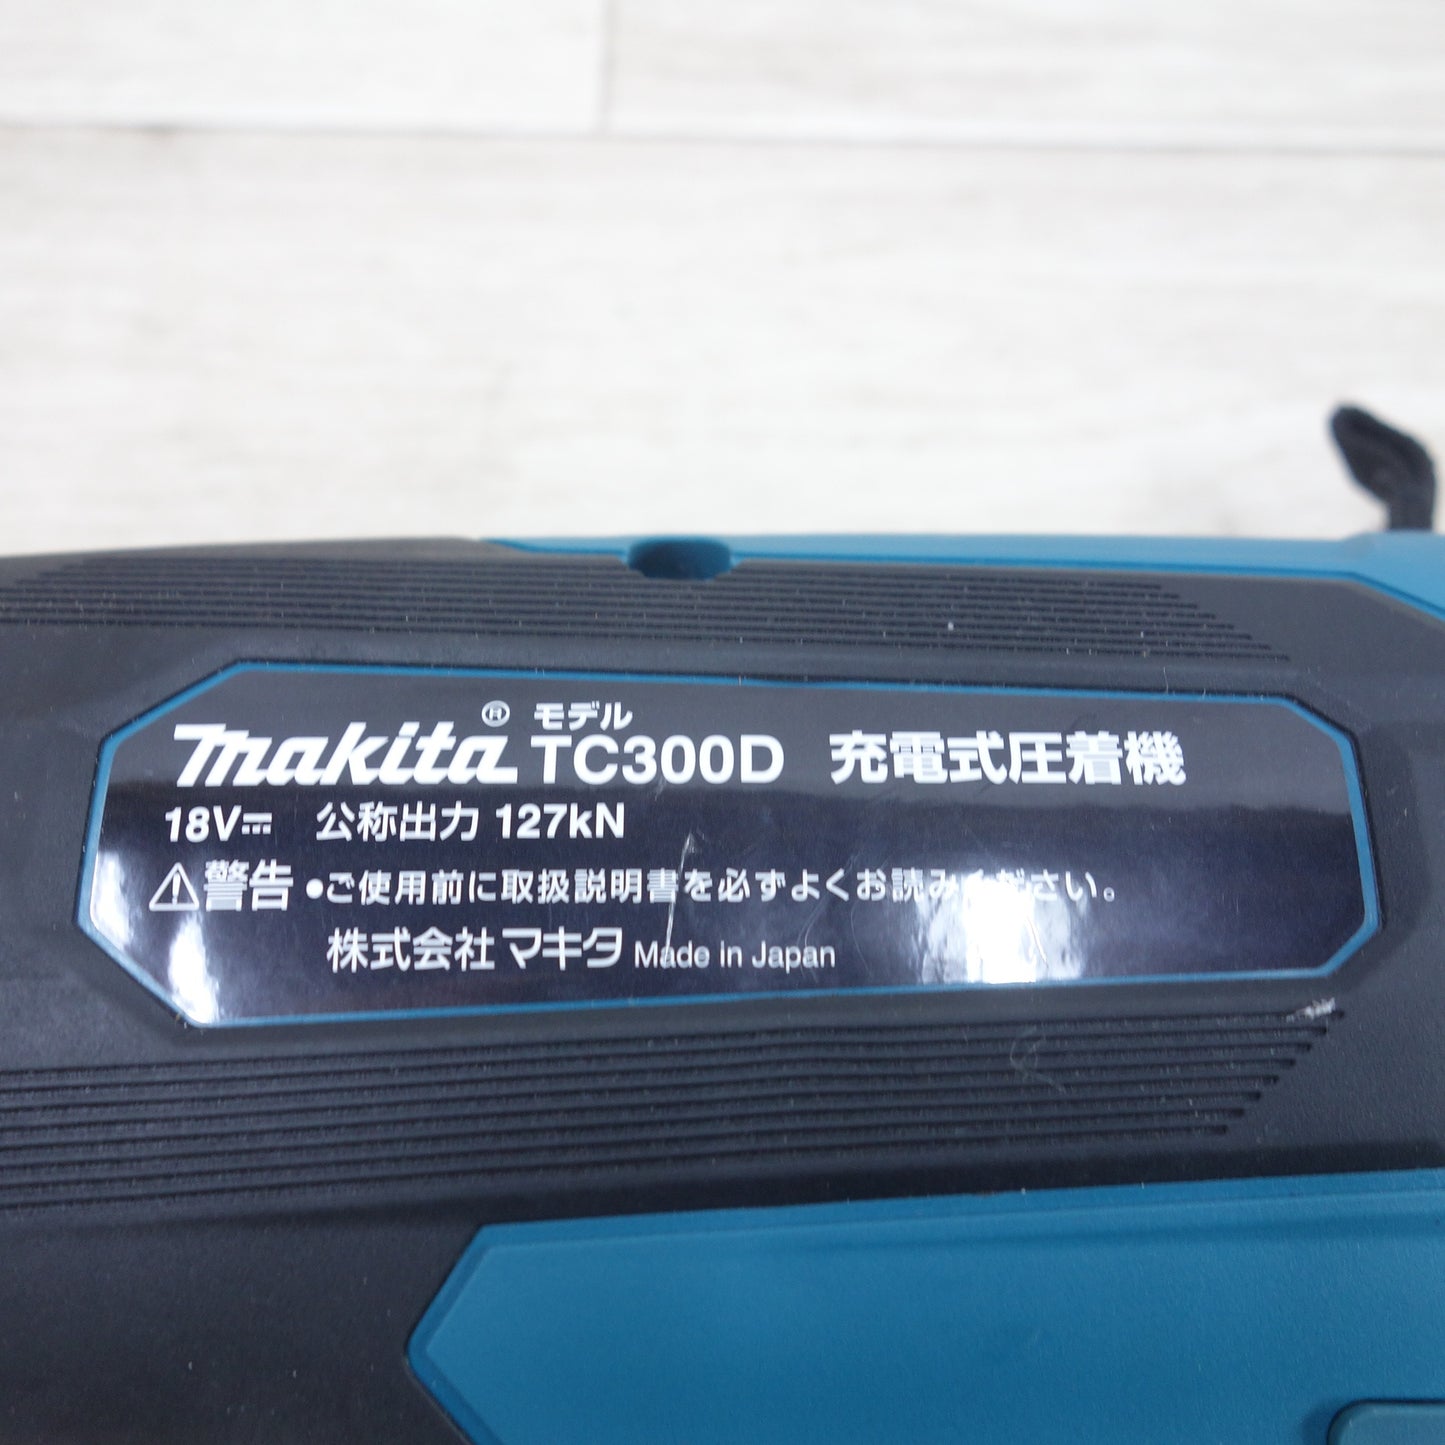 makita® モデル TC300D 充電式圧着機
18V⎓ 公称出力 127kN
⚠警告 ●ご使用前に取扱説明書を必ずよくお読みください。
株式会社マキタ Made in Japan